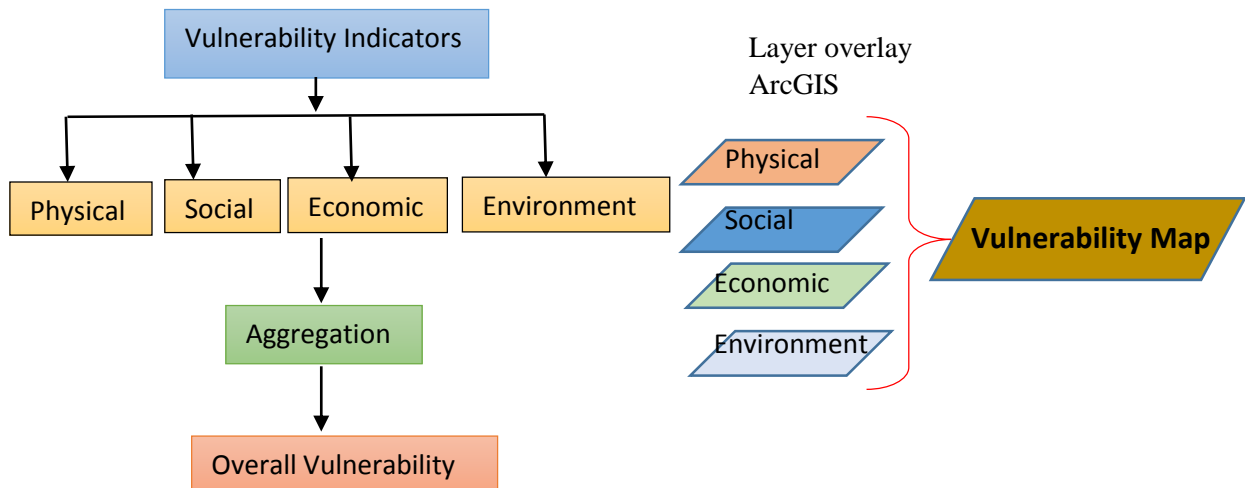 Vulnerability Indicators
Physical
Social
Economic
Environment
Aggregation
Overall Vulnerability
Layer overlay
ArcGIS
Physical
Social
Economic
Environment
Vulnerability Map